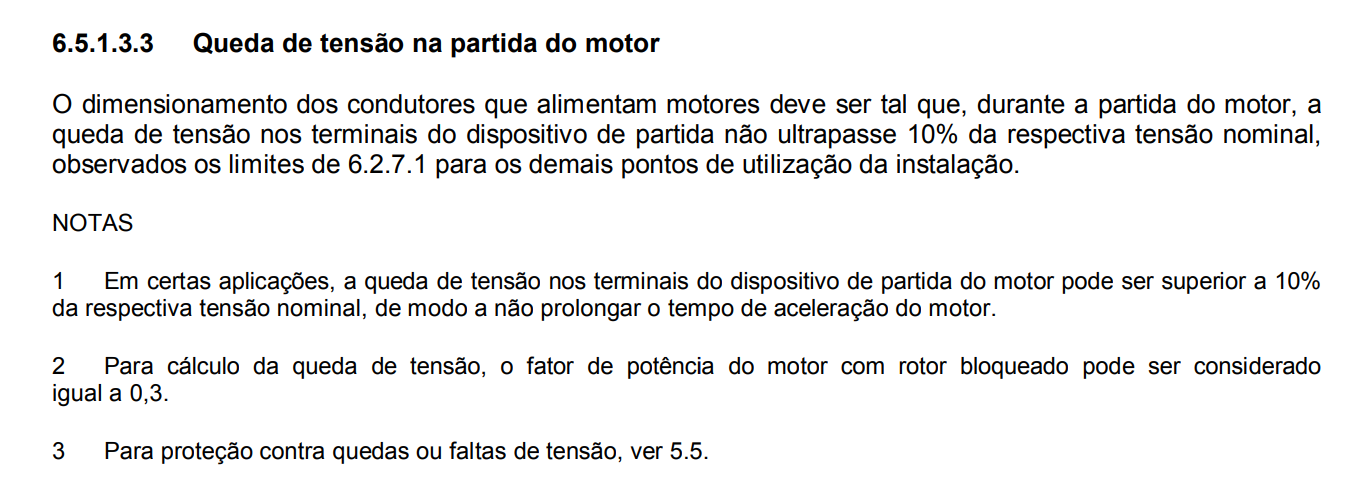 6.5.1.3.3 Queda de tensão na partida do motor
O dimensionamento dos condutores que alimentam motores deve ser tal que, durante a partida do motor, a
queda de tensão nos terminais do dispositivo de partida não ultrapasse 10% da respectiva tensão nominal,
observados os limites de 6.2.7.1 para os demais pontos de utilização da instalação.
NOTAS
1 Em certas aplicações, a queda de tensão nos terminais do dispositivo de partida do motor pode ser superior a 10%
da respectiva tensão nominal, de modo a não prolongar o tempo de aceleração do motor.
2 Para cálculo da queda de tensão, o fator de potência do motor com rotor bloqueado pode ser considerado
igual a 0,3.
3 Para proteção contra quedas ou faltas de tensão, ver 5.5.